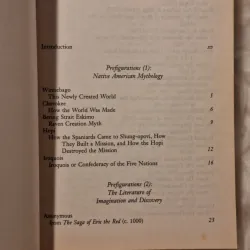 Introduction xv
Prefigurations (1):
Native American Mythology
Winnebago
This Newly Created World 5
Cherokee
How the World Was Made 8
Bering Strait Eskimo
Raven Creation Myth 9
Hopi
How the Spaniards Came to Shung-opovi, How
They Built a Mission, and How the Hopi
Destroyed the Mission 12
Iroquois
Iroquois or Confederacy of the Five Nations 16
Prefigurations (2):
The Literature of
Imagination and Discovery
Anonymous
from The Saga of Eric the Red (c. 1000) 23